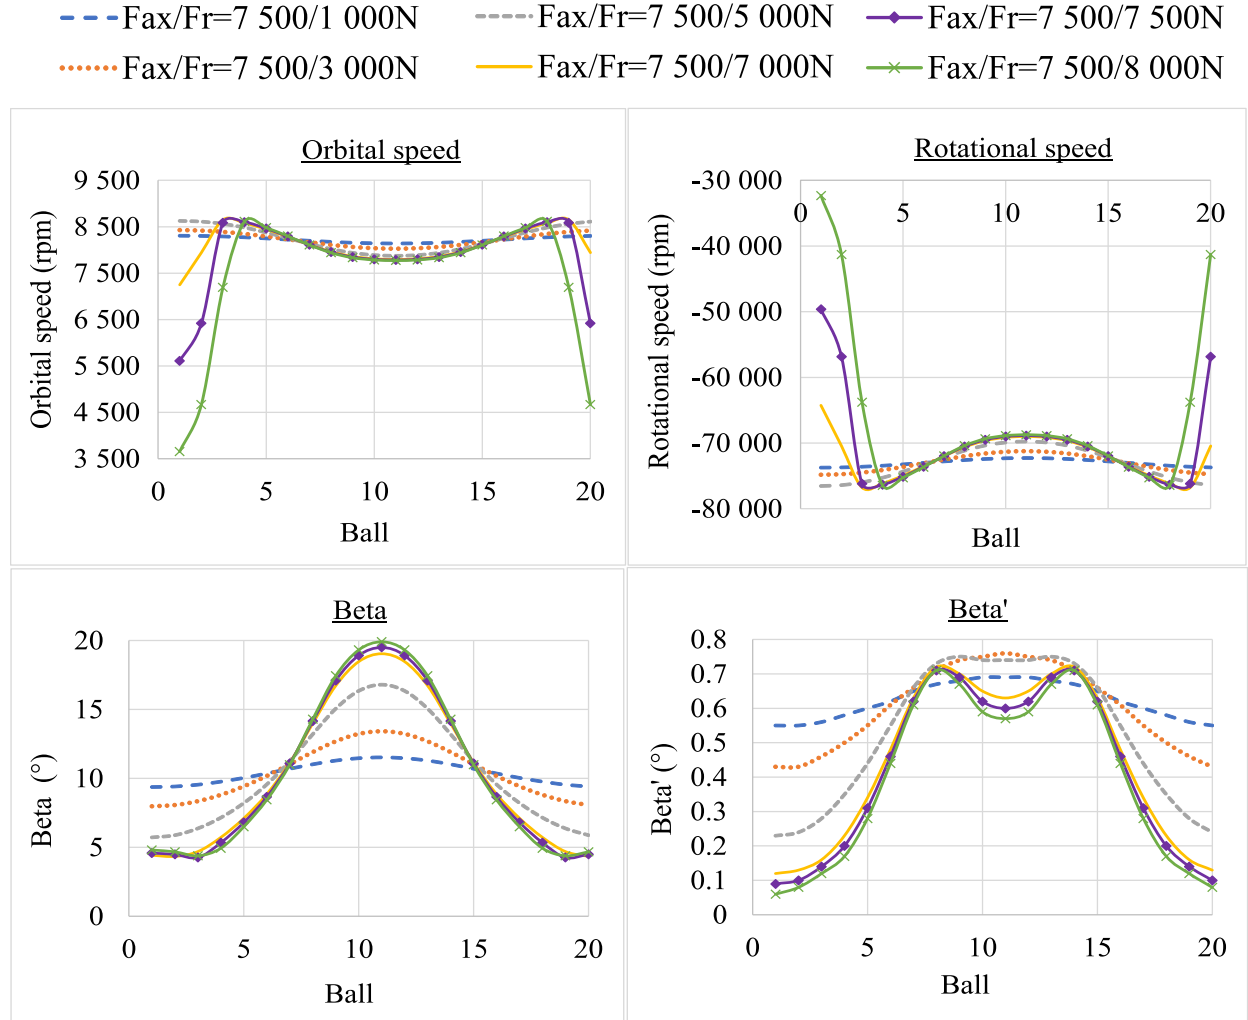 Fax/Fr=7 500/1 000N Fax/Fr=7 500/5 000N Fax/Fr=7 500/7 500N
Fax/Fr=7 500/3 000N Fax/Fr=7 500/7 000N Fax/Fr=7 500/8 000N
Orbital speed
Orbital speed (rpm)
9 500
8 500
7 500
6 500
5 500
4 500
3 500
0 5 10 15 20
Ball
Rotational speed
Rotational speed (rpm)
-30 000
0 5 10 15 20
-40 000
-50 000
-60 000
-70 000
-80 000
Ball
Beta
Beta (°)
20
15
10
5
0
0 5 10 15 20
Ball
Beta'
Beta' (°)
0.8
0.7
0.6
0.5
0.4
0.3
0.2
0.1
0
0 5 10 15 20
Ball